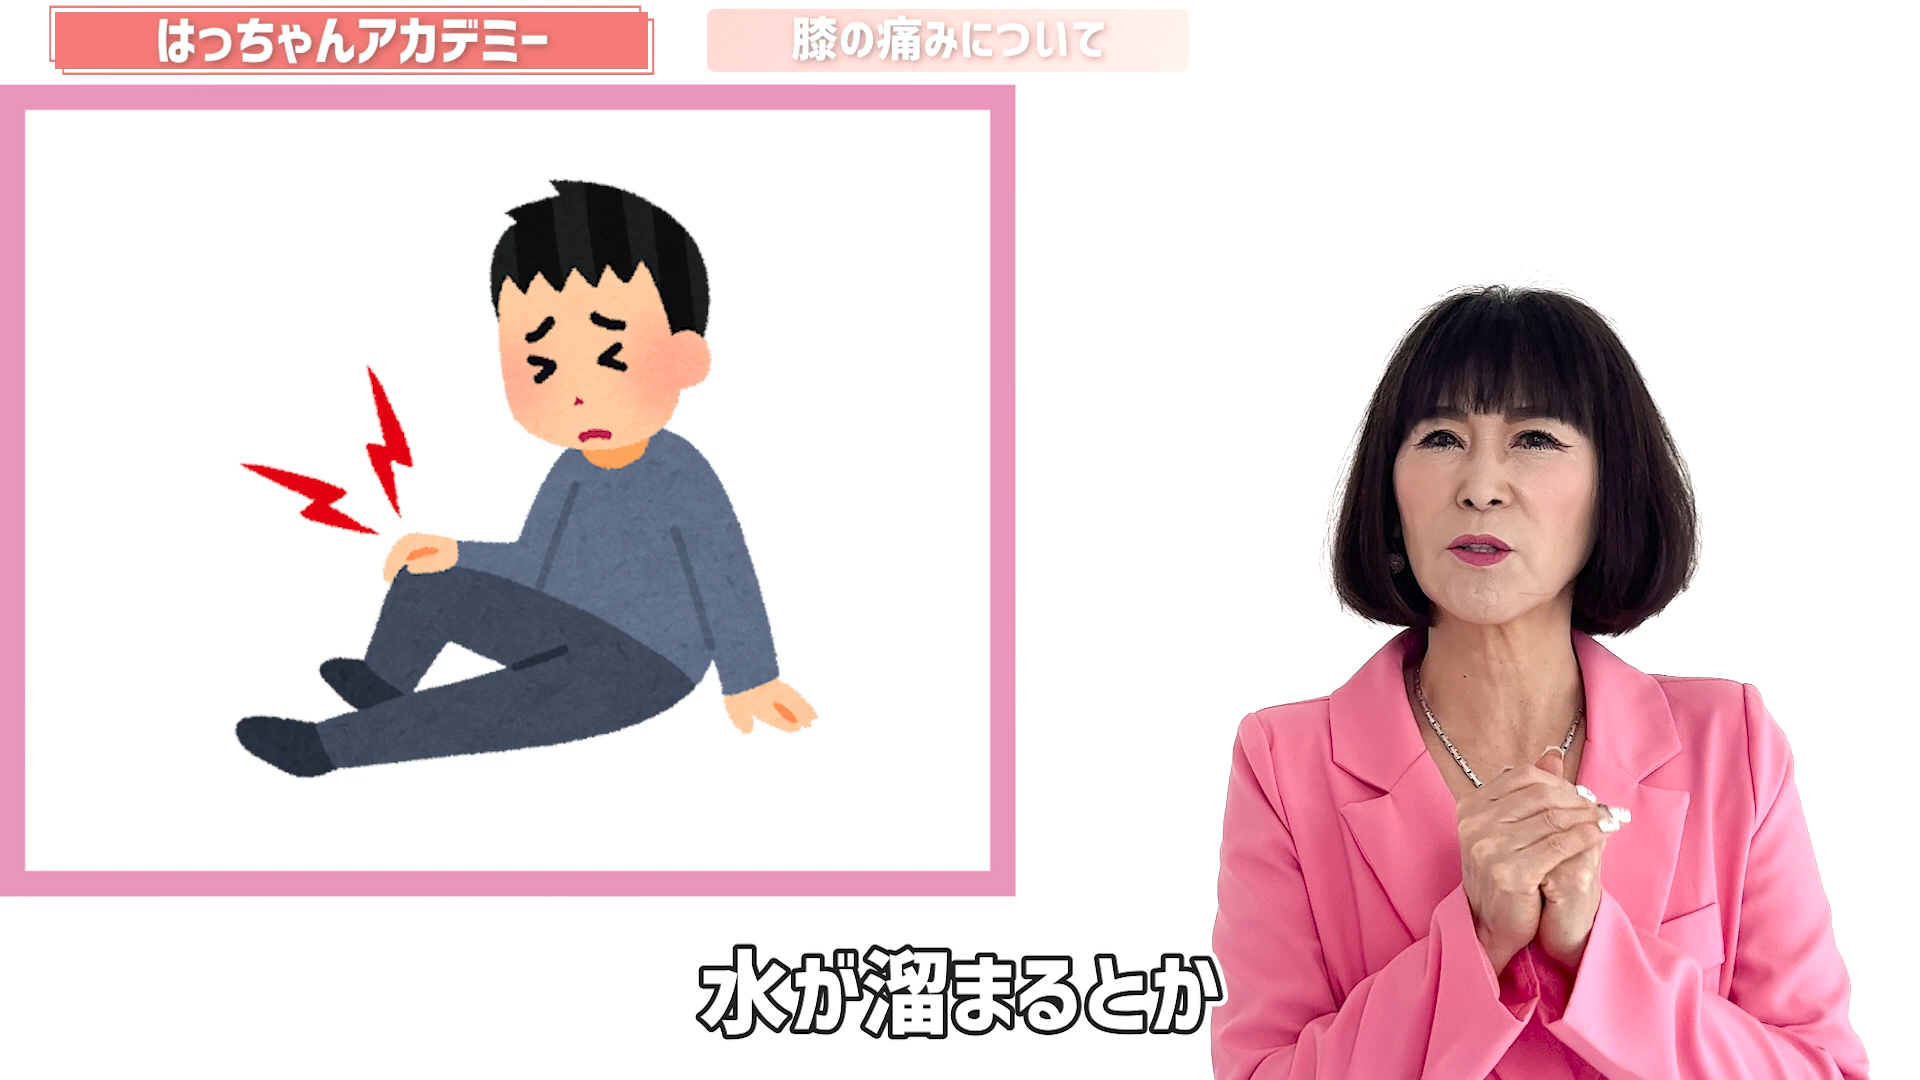 はっちゃんアカデミー
膝の痛みについて
水が溜まるとか